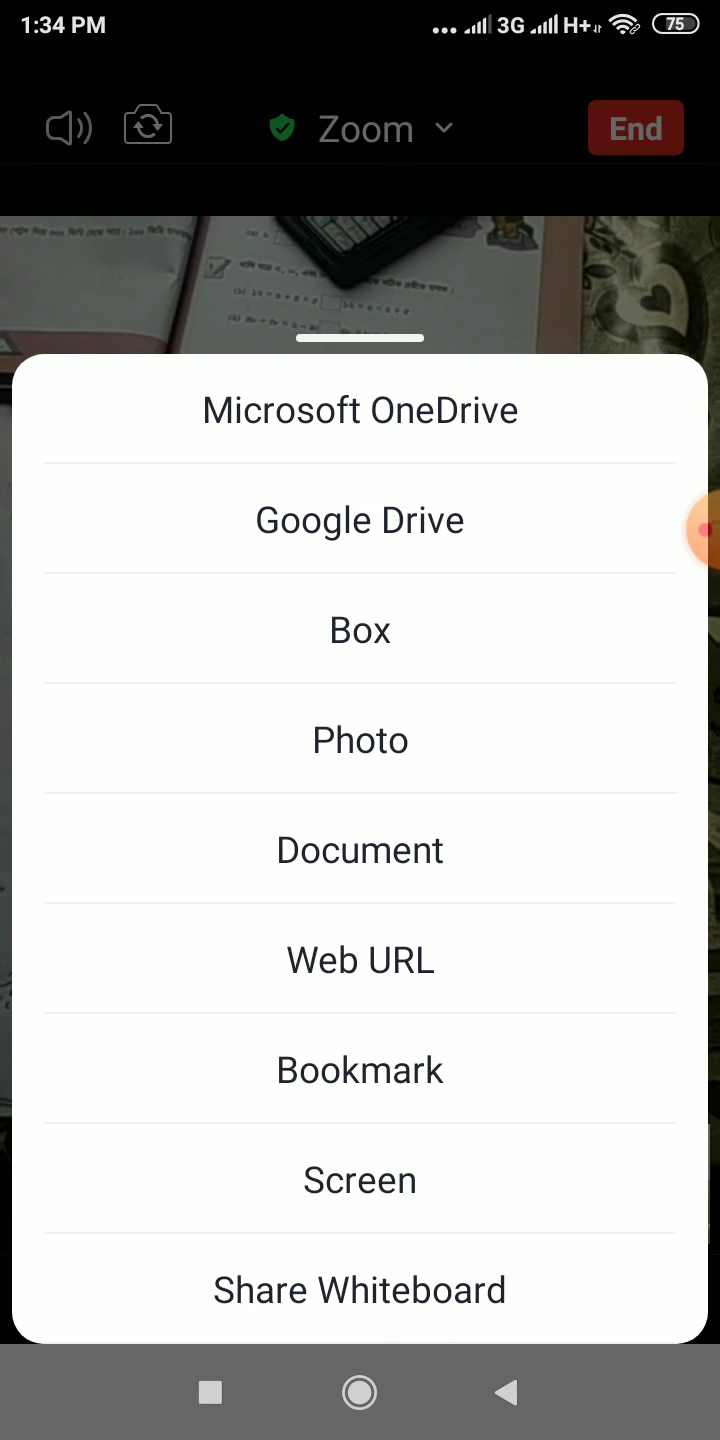 1:34 PM
3G H+ 75
Zoom
End
Microsoft OneDrive
Google Drive
Box
Photo
Document
Web URL
Bookmark
Screen
Share Whiteboard